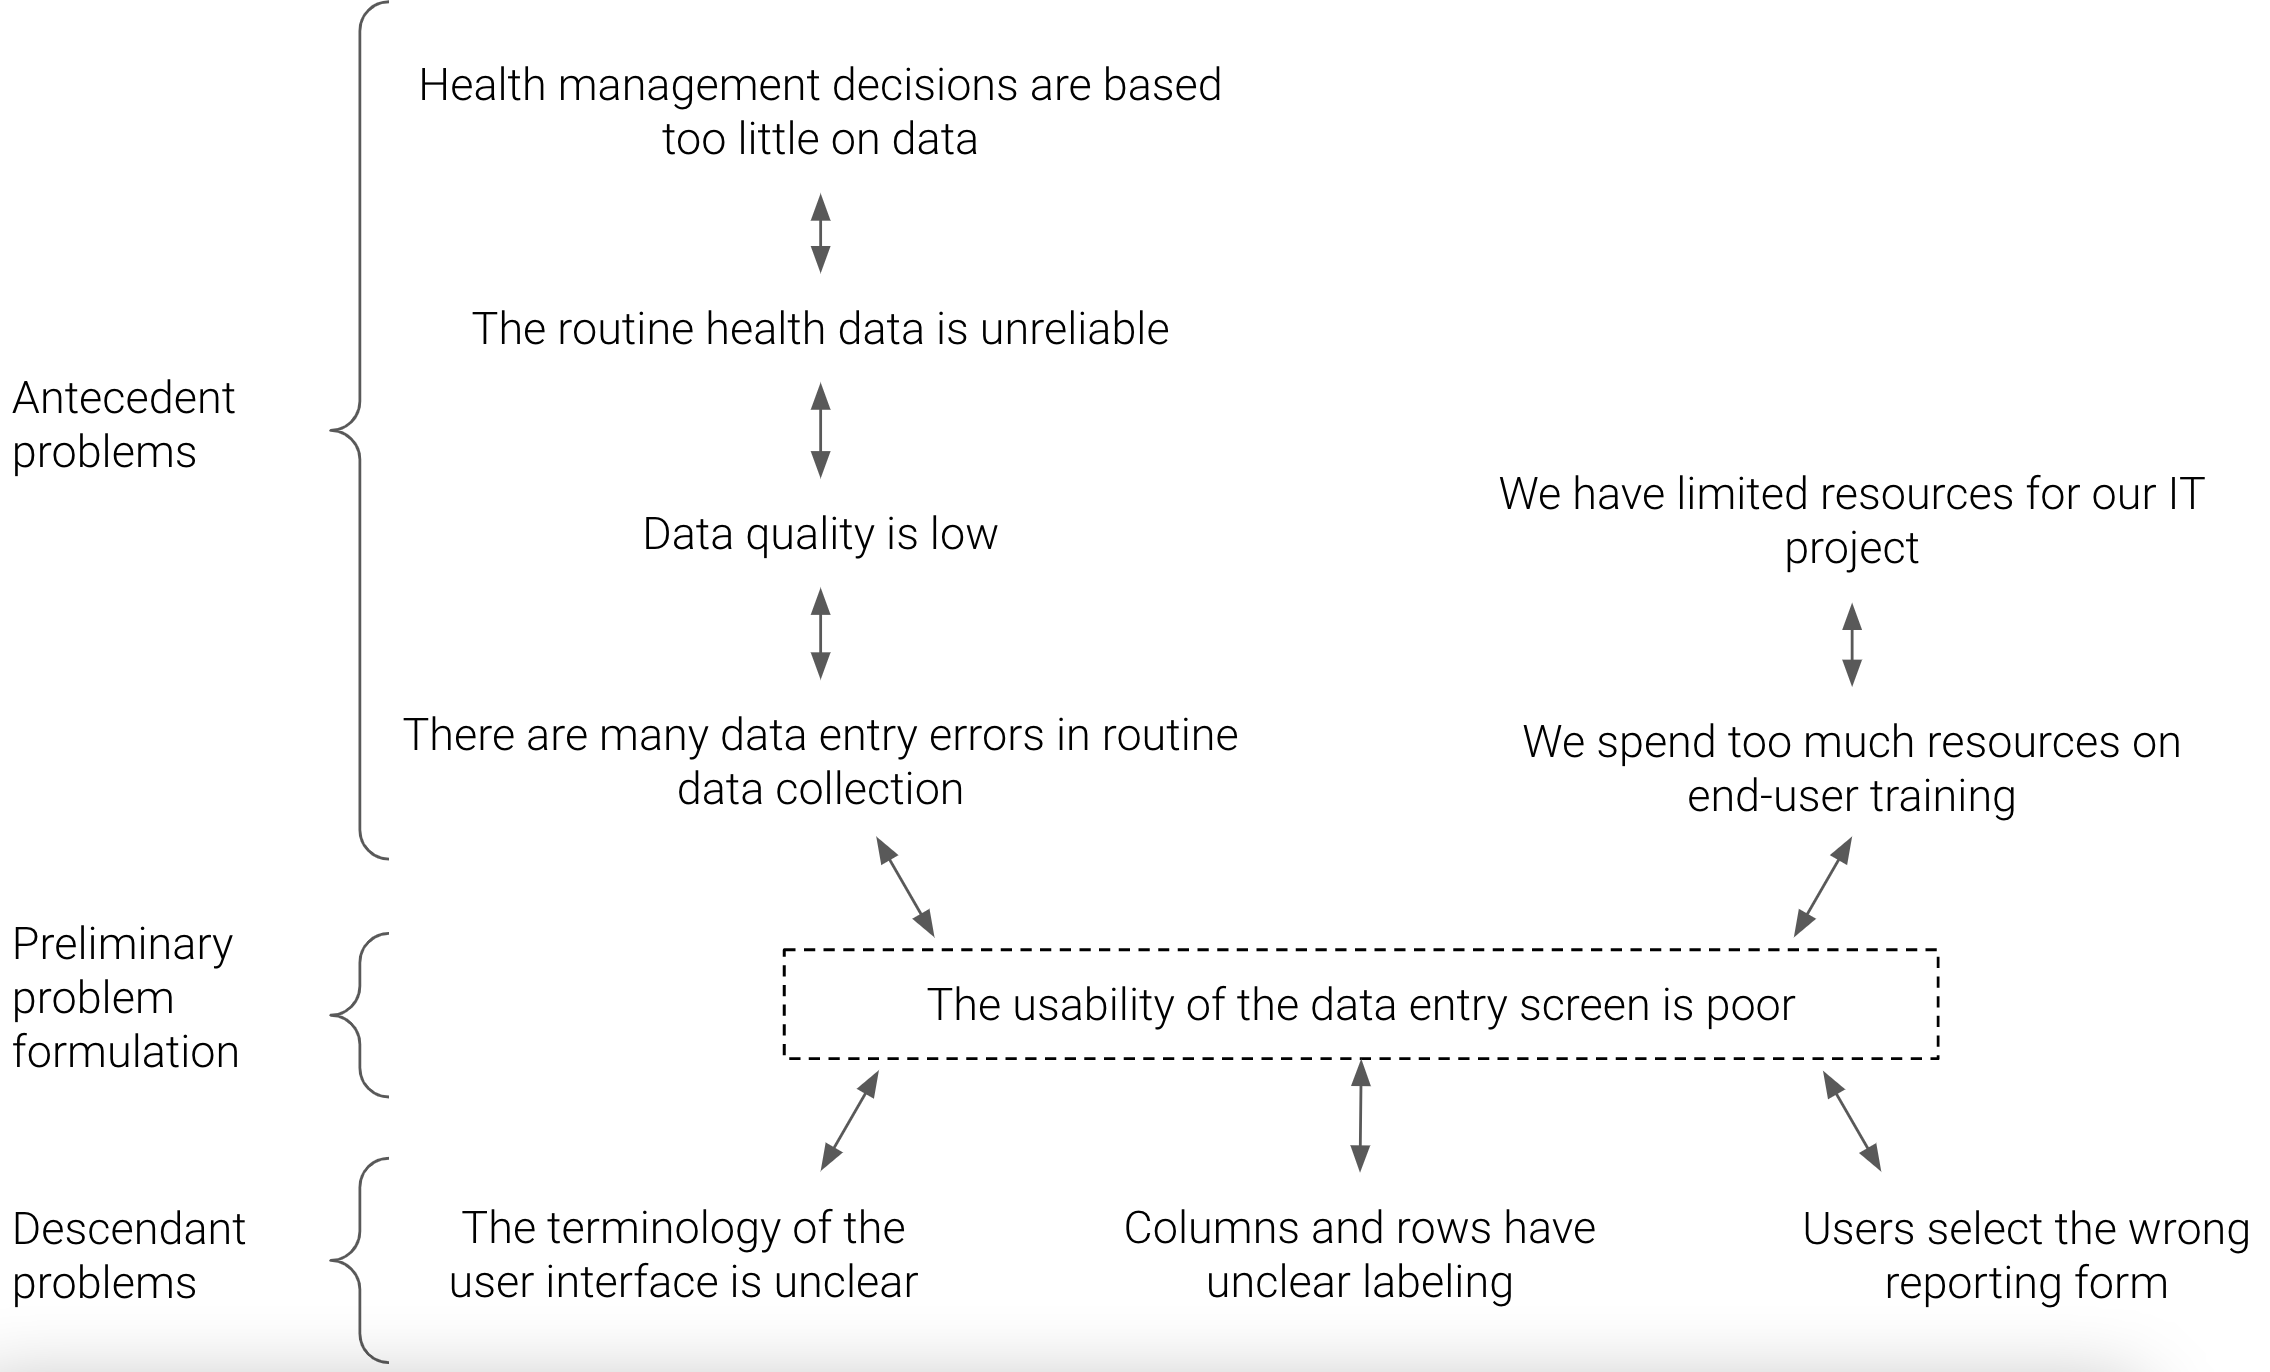 Health management decisions are based
too little on data
The routine health data is unreliable
Antecedent
problems
Data quality is low
We have limited resources for our IT
project
There are many data entry errors in routine
data collection
We spend too much resources on
end-user training
Preliminary
problem
formulation
The usability of the data entry screen is poor
Descendant
problems
The terminology of the
user interface is unclear
Columns and rows have
unclear labeling
Users select the wrong
reporting form